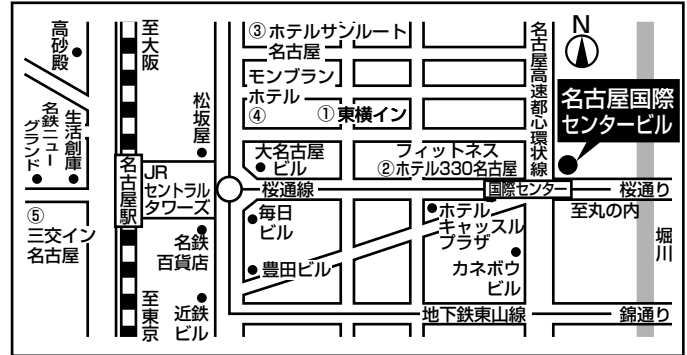 高砂殿
至大阪
③ホテルサンルート
名古屋
名古屋高速都心環状線
N
モンブラン
ホテル
④
①東横イン
松坂屋
名古屋国際
センタービル
生活創庫
名鉄ニュー
グランド
大名古屋
ビル
フィットネス
②ホテル330名古屋
名古屋駅
JR
セントラル
タワーズ
桜通線
国際センター
桜通り
⑤
三交イン
名古屋
毎日
ビル
ホテル
キャッスル
プラザ
至丸の内
堀川
名鉄
百貨店
豊田ビル
カネボウ
ビル
至東京
近鉄
ビル
地下鉄東山線
錦通り